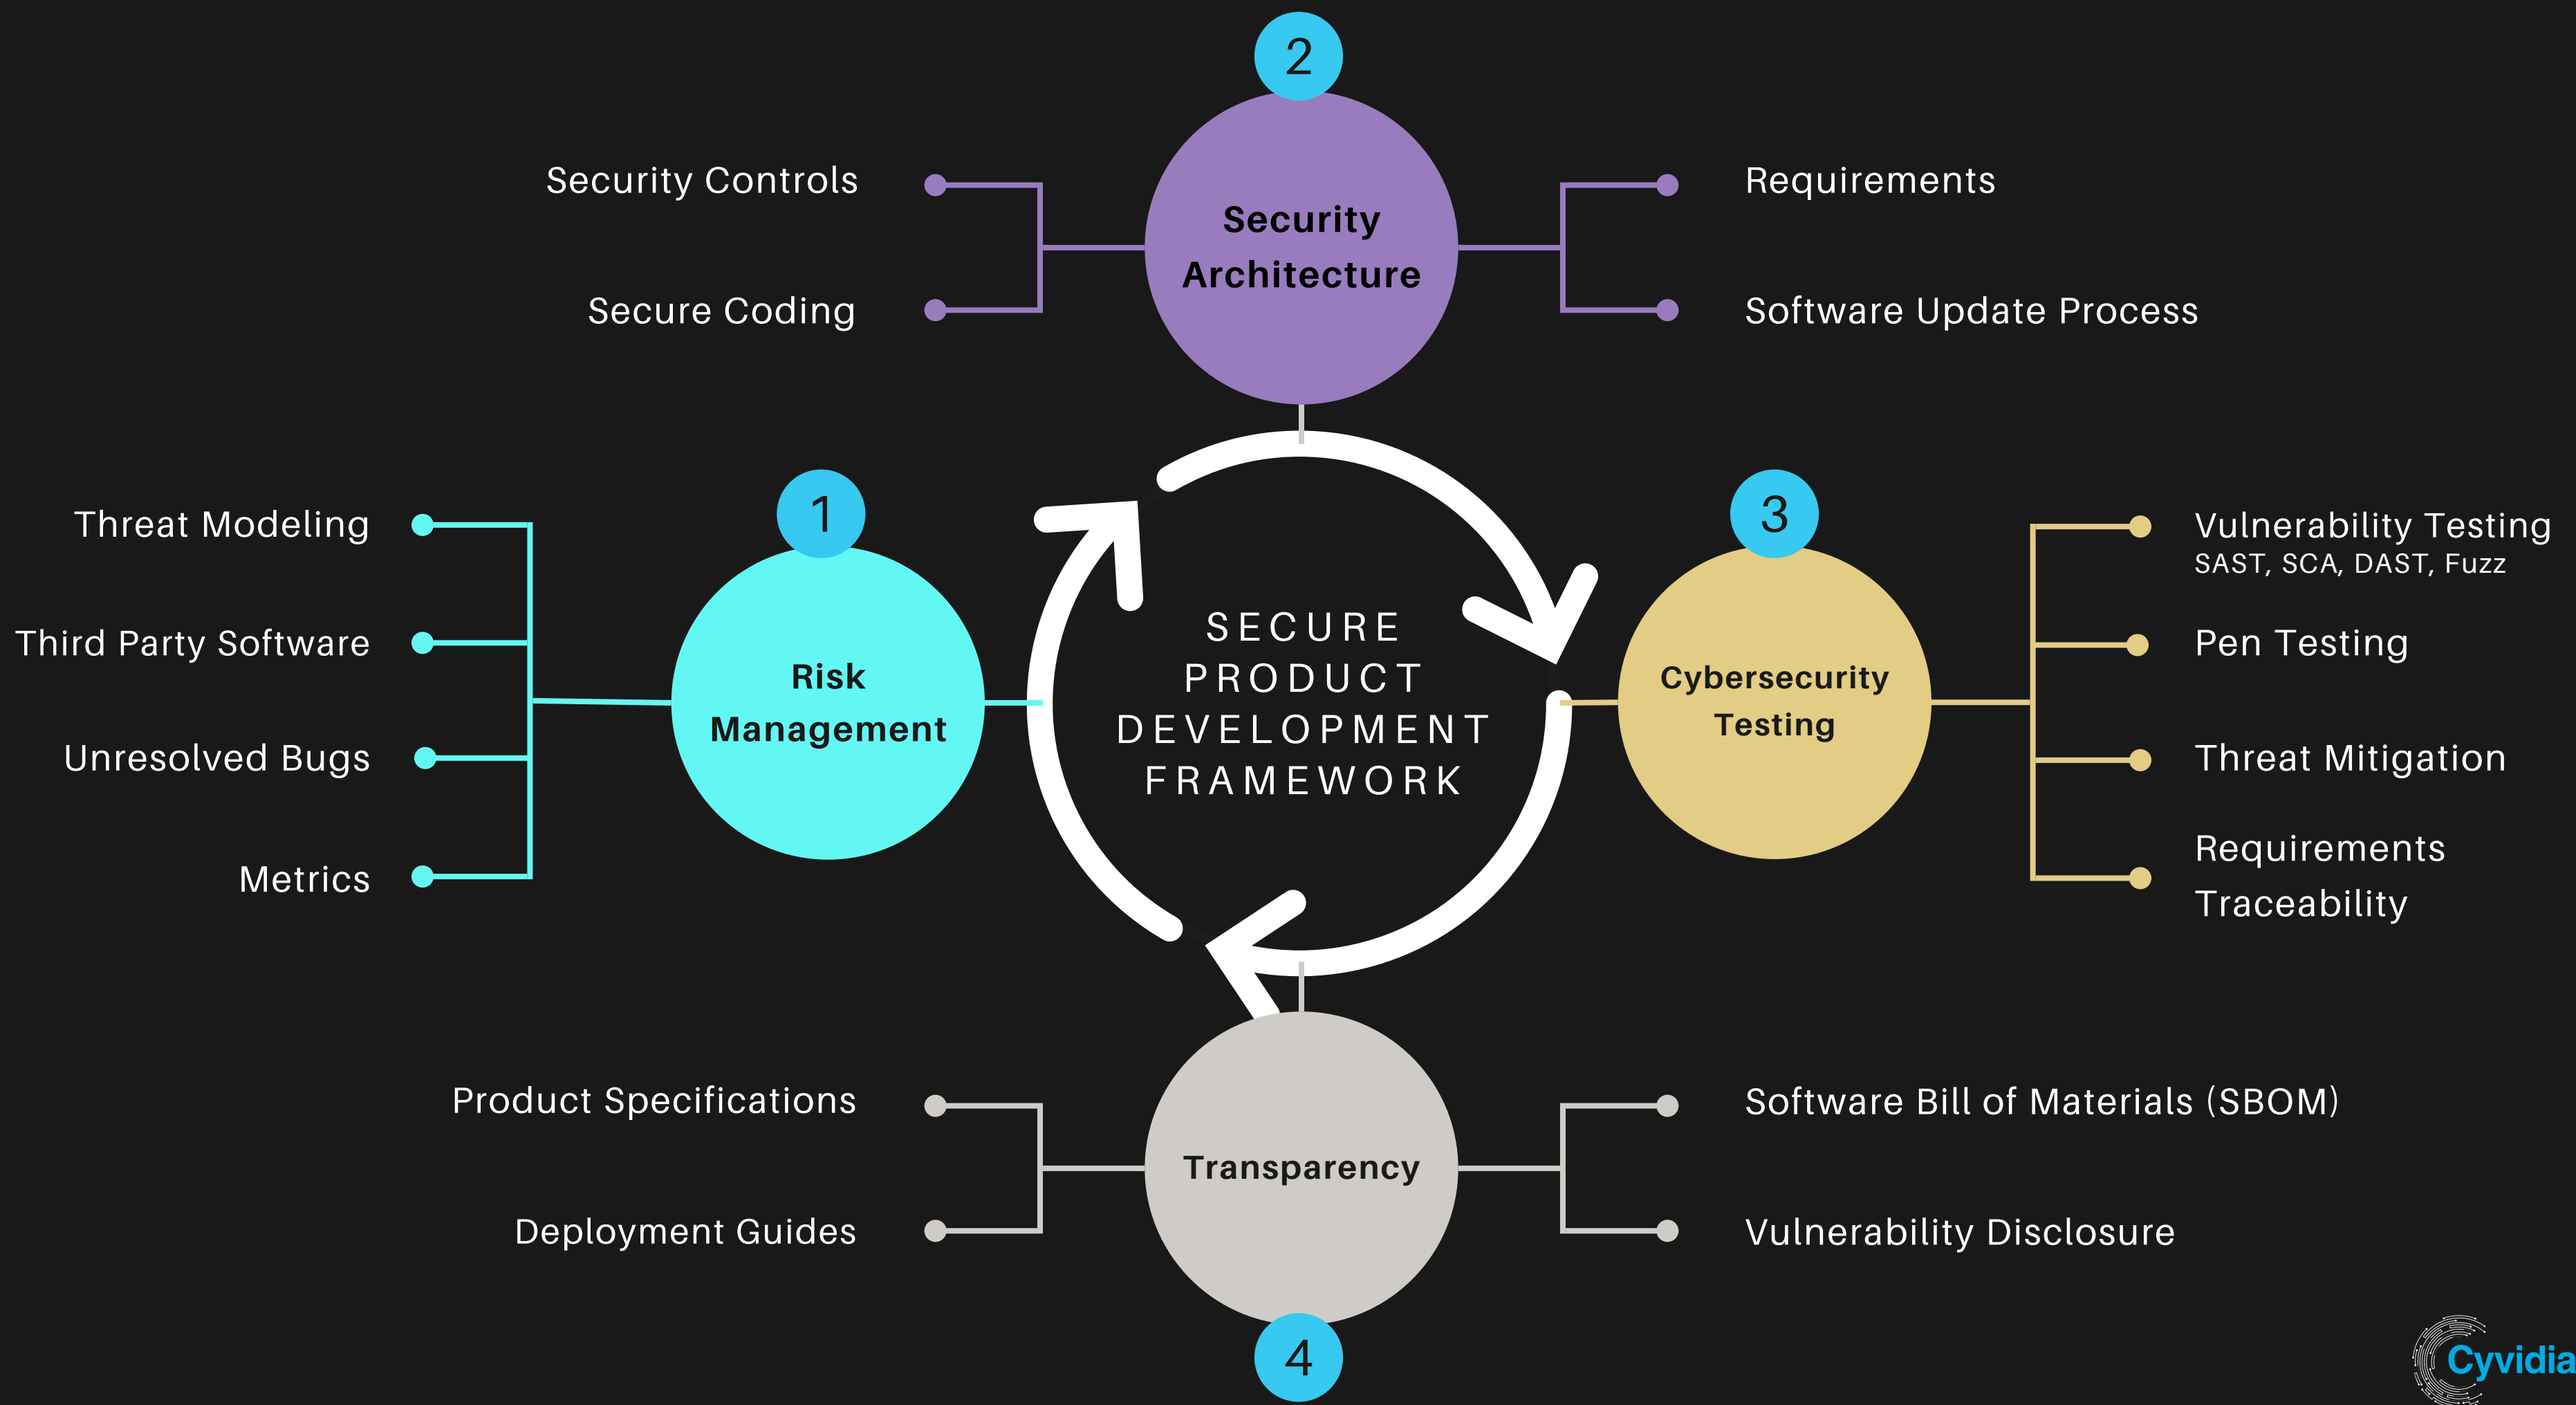 2
Security
Architecture
Security Controls
Secure Coding
Requirements
Software Update Process
1
Risk
Management
Threat Modeling
Third Party Software
Unresolved Bugs
Metrics
SECURE
PRODUCT
DEVELOPMENT
FRAMEWORK
3
Cybersecurity
Testing
Vulnerability Testing
SAST, SCA, DAST, Fuzz
Pen Testing
Threat Mitigation
Requirements
Traceability
Transparency
4
Product Specifications
Deployment Guides
Software Bill of Materials (SBOM)
Vulnerability Disclosure
Cyvidia